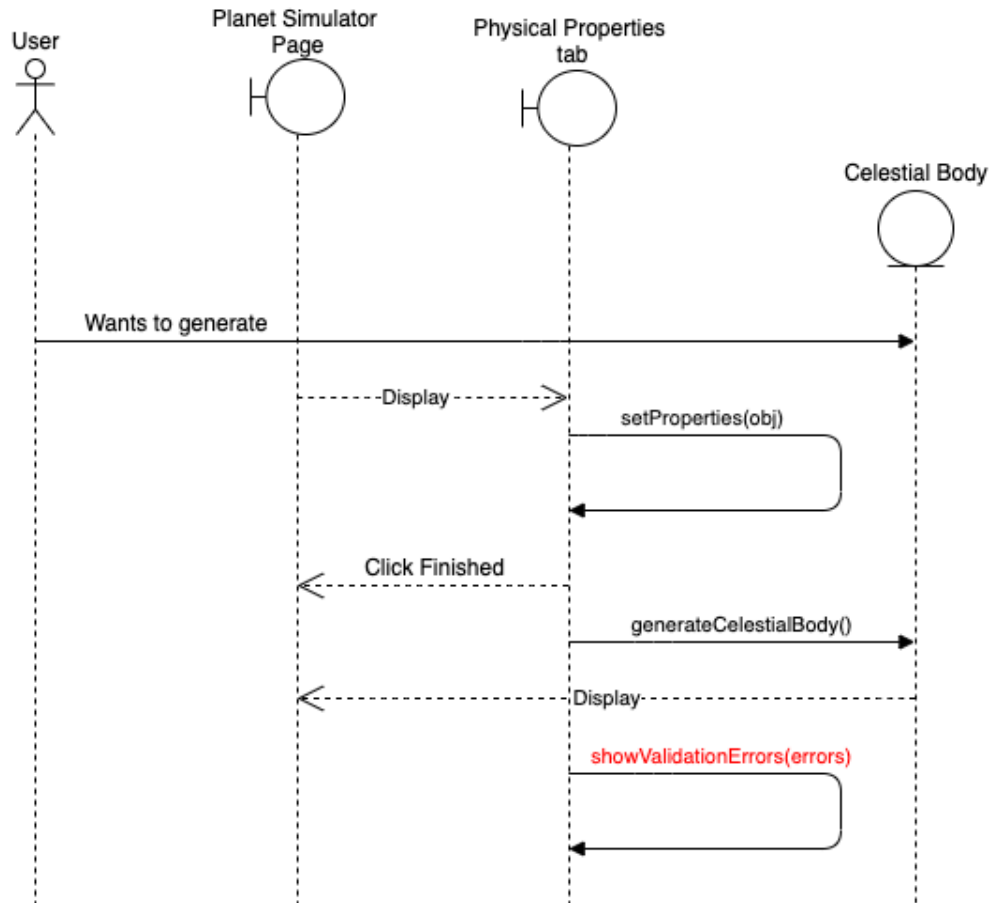 User
Planet Simulator
Page
Physical Properties
tab
Celestial Body
Wants to generate
Display
setProperties(obj)
Click Finished
generateCelestialBody()
Display
showValidationErrors(errors)